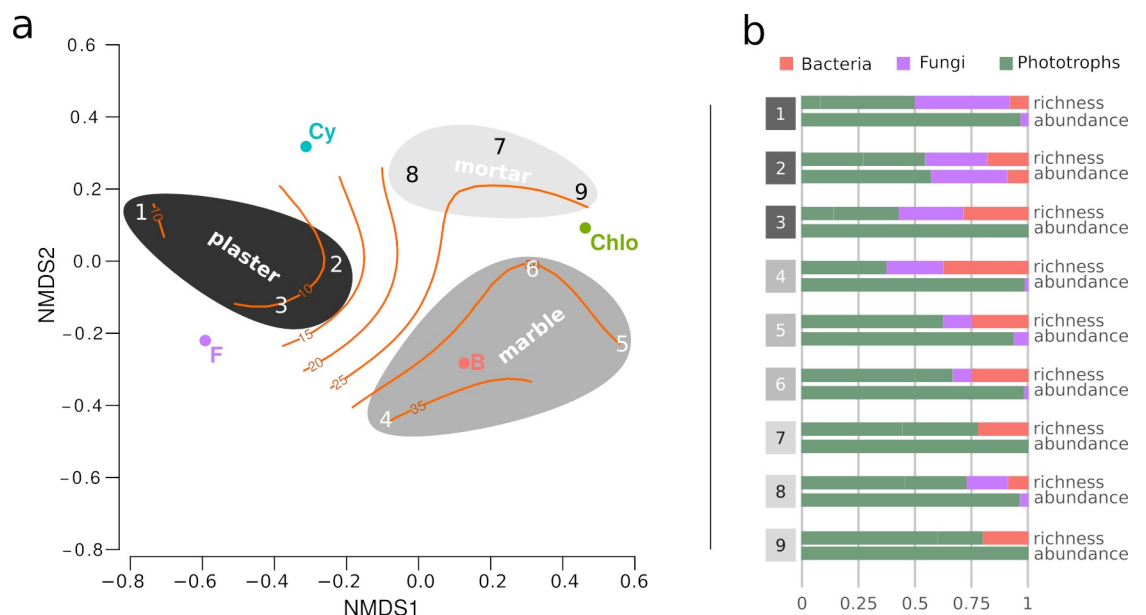 a
0.6
0.4
0.2
0.0
−0.2
−0.4
−0.6
−0.8
NMDS2
−0.8
−0.6
−0.4
−0.2
0.0
0.2
0.4
0.6
NMDS1
Cy
F
Chlo
B
mortar
plaster
marble
1
2
3
4
5
6
7
8
9
-10
-10
-15
-20
-25
-35
b
Bacteria Fungi Phototrophs
1 richness
abundance
2 richness
abundance
3 richness
abundance
4 richness
abundance
5 richness
abundance
6 richness
abundance
7 richness
abundance
8 richness
abundance
9 richness
abundance
0 0.25 0.5 0.75 1